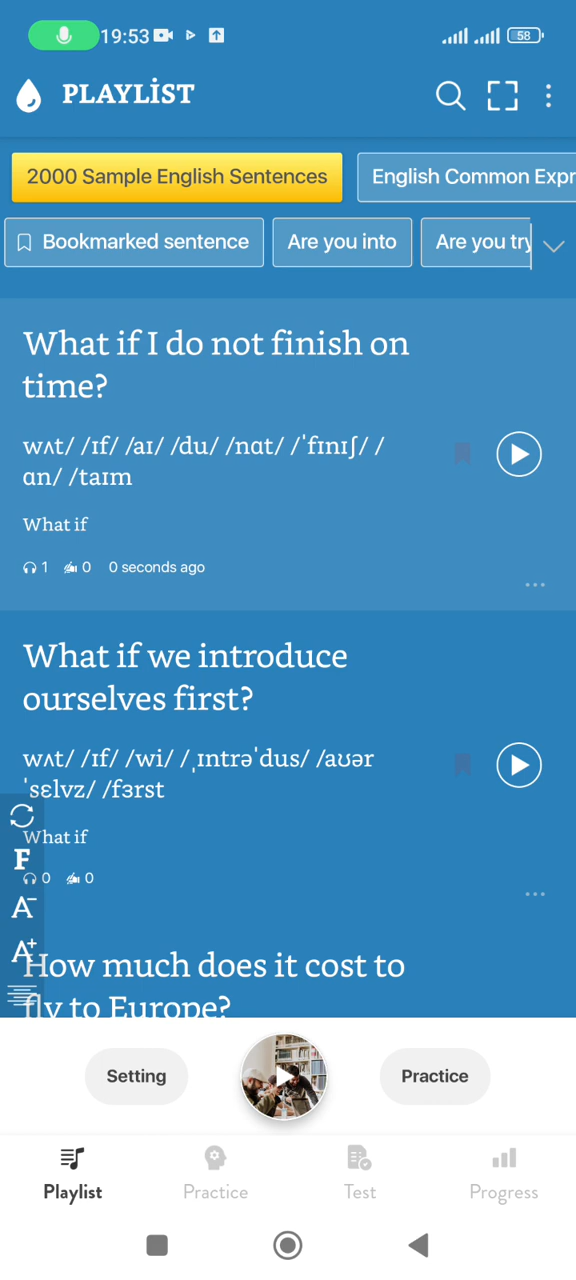 19:53
58
PLAYLİST
2000 Sample English Sentences
English Common Expr
Bookmarked sentence
Are you into
Are you try
What if I do not finish on
time?
wʌt/ /ɪf/ /aɪ/ /du/ /nɑt/ /ˈfɪnɪʃ/ /
ɑn/ /taɪm
What if
1
0
0 seconds ago
What if we introduce
ourselves first?
wʌt/ /ɪf/ /wi/ /ˌɪntrəˈdus/ /aʊər
ˈsɛlvz/ /fɜrst
What if
F
0
0
A-
A+
How much does it cost to
fly to Europe?
Setting
Practice
Playlist
Practice
Test
Progress